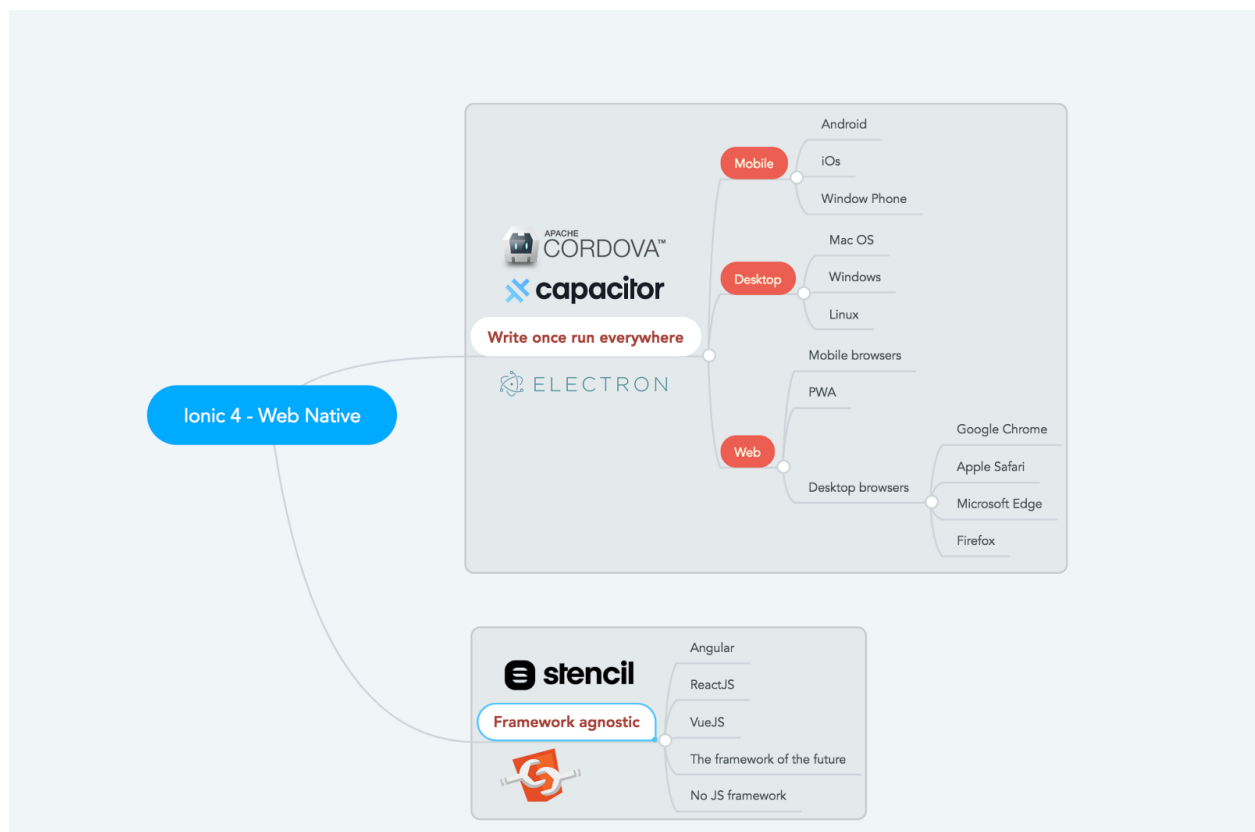 Ionic 4 - Web Native
APACHE
CORDOVA™
capacitor
Write once run everywhere
ELECTRON
Mobile
Android
iOs
Window Phone
Desktop
Mac OS
Windows
Linux
Web
Mobile browsers
PWA
Desktop browsers
Google Chrome
Apple Safari
Microsoft Edge
Firefox
stencil
Framework agnostic
Angular
ReactJS
VueJS
The framework of the future
No JS framework